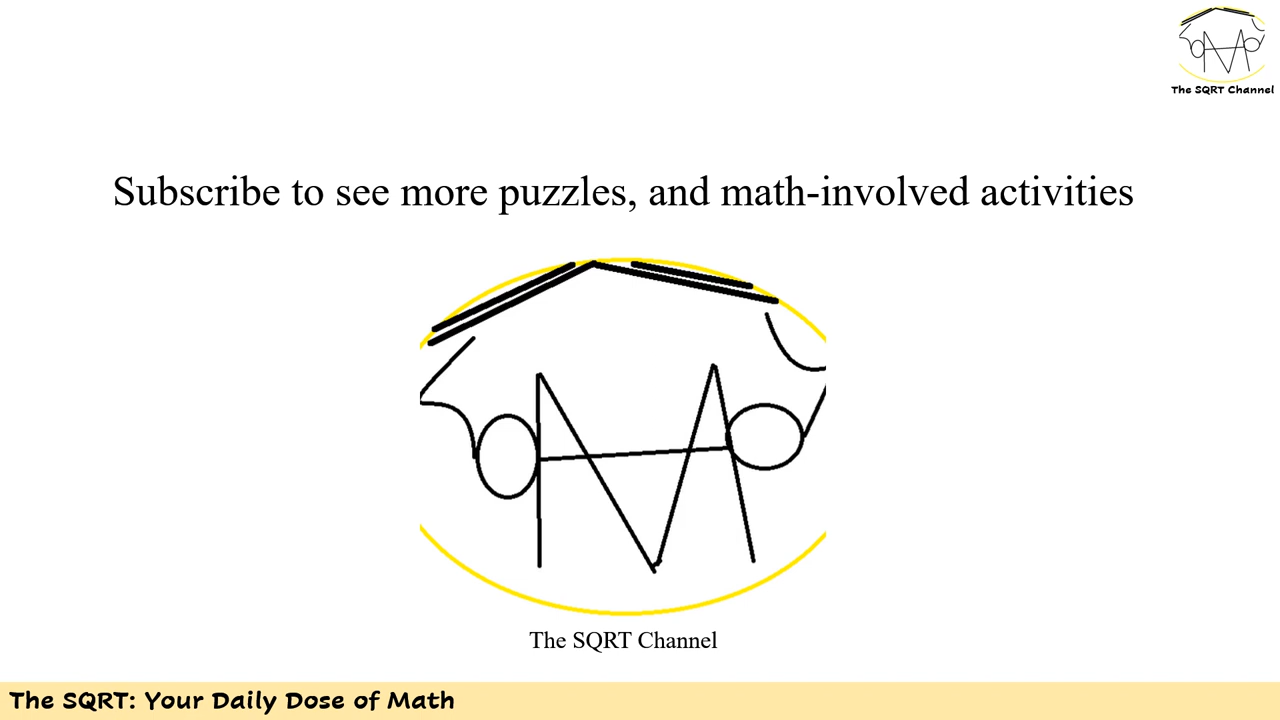 The SQRT Channel
Subscribe to see more puzzles, and math-involved activities
The SQRT Channel
The SQRT: Your Daily Dose of Math